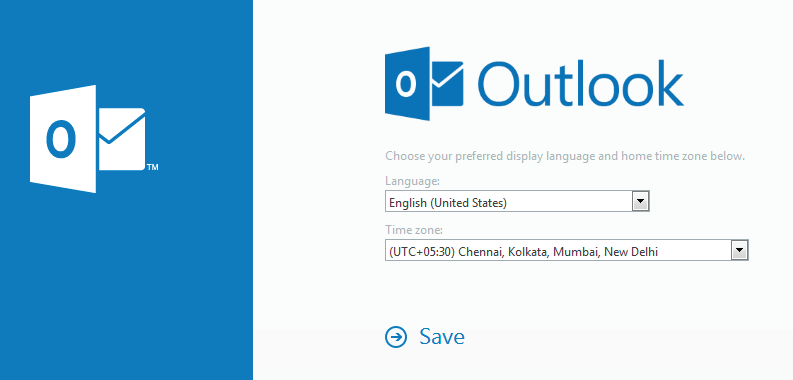 O
TM
O Outlook
Choose your preferred display language and home time zone below.
Language:
English (United States)
Time zone:
(UTC+05:30) Chennai, Kolkata, Mumbai, New Delhi
Save